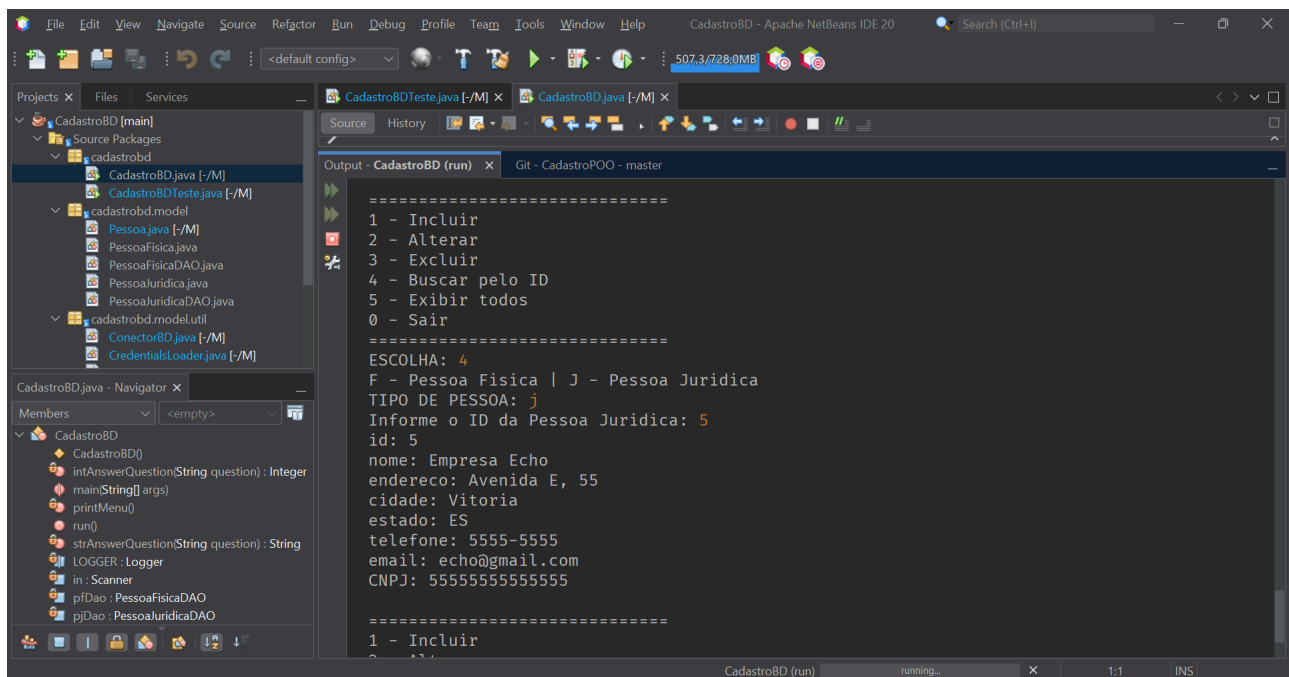 File Edit View Navigate Source Refactor Run Debug Profile Team Tools Window Help CadastroBD - Apache NetBeans IDE 20 Search (Ctrl+I)
<default config> 507,3/728,0MB
Projects Files Services
CadastroBD [main]
Source Packages
cadastrobd
CadastroBD.java [-/M]
CadastroBDTeste.java [-/M]
cadastrobd.model
Pessoa.java [-/M]
PessoaFisica.java
PessoaFisicaDAO.java
PessoaJuridica.java
PessoaJuridicaDAO.java
cadastrobd.model.util
ConectorBD.java [-/M]
CredentialsLoader.java [-/M]
CadastroBD.java - Navigator
Members <empty>
CadastroBD
CadastroBD()
intAnswerQuestion(String question) : Integer
main(String[] args)
printMenu()
run()
strAnswerQuestion(String question) : String
LOGGER : Logger
in : Scanner
pfDao : PessoaFisicaDAO
pjDao : PessoaJuridicaDAO
CadastroBDTeste.java [-/M] CadastroBD.java [-/M]
Source History
Output - CadastroBD (run) Git - CadastroPOO - master
==============================
1 - Incluir
2 - Alterar
3 - Excluir
4 - Buscar pelo ID
5 - Exibir todos
0 - Sair
==============================
ESCOLHA: 4
F - Pessoa Fisica | J - Pessoa Juridica
TIPO DE PESSOA: j
Informe o ID da Pessoa Juridica: 5
id: 5
nome: Empresa Echo
endereco: Avenida E, 55
cidade: Vitoria
estado: ES
telefone: 5555-5555
email: echo@gmail.com
CNPJ: 55555555555555
==============================
1 - Incluir
CadastroBD (run) running... 1:1 INS